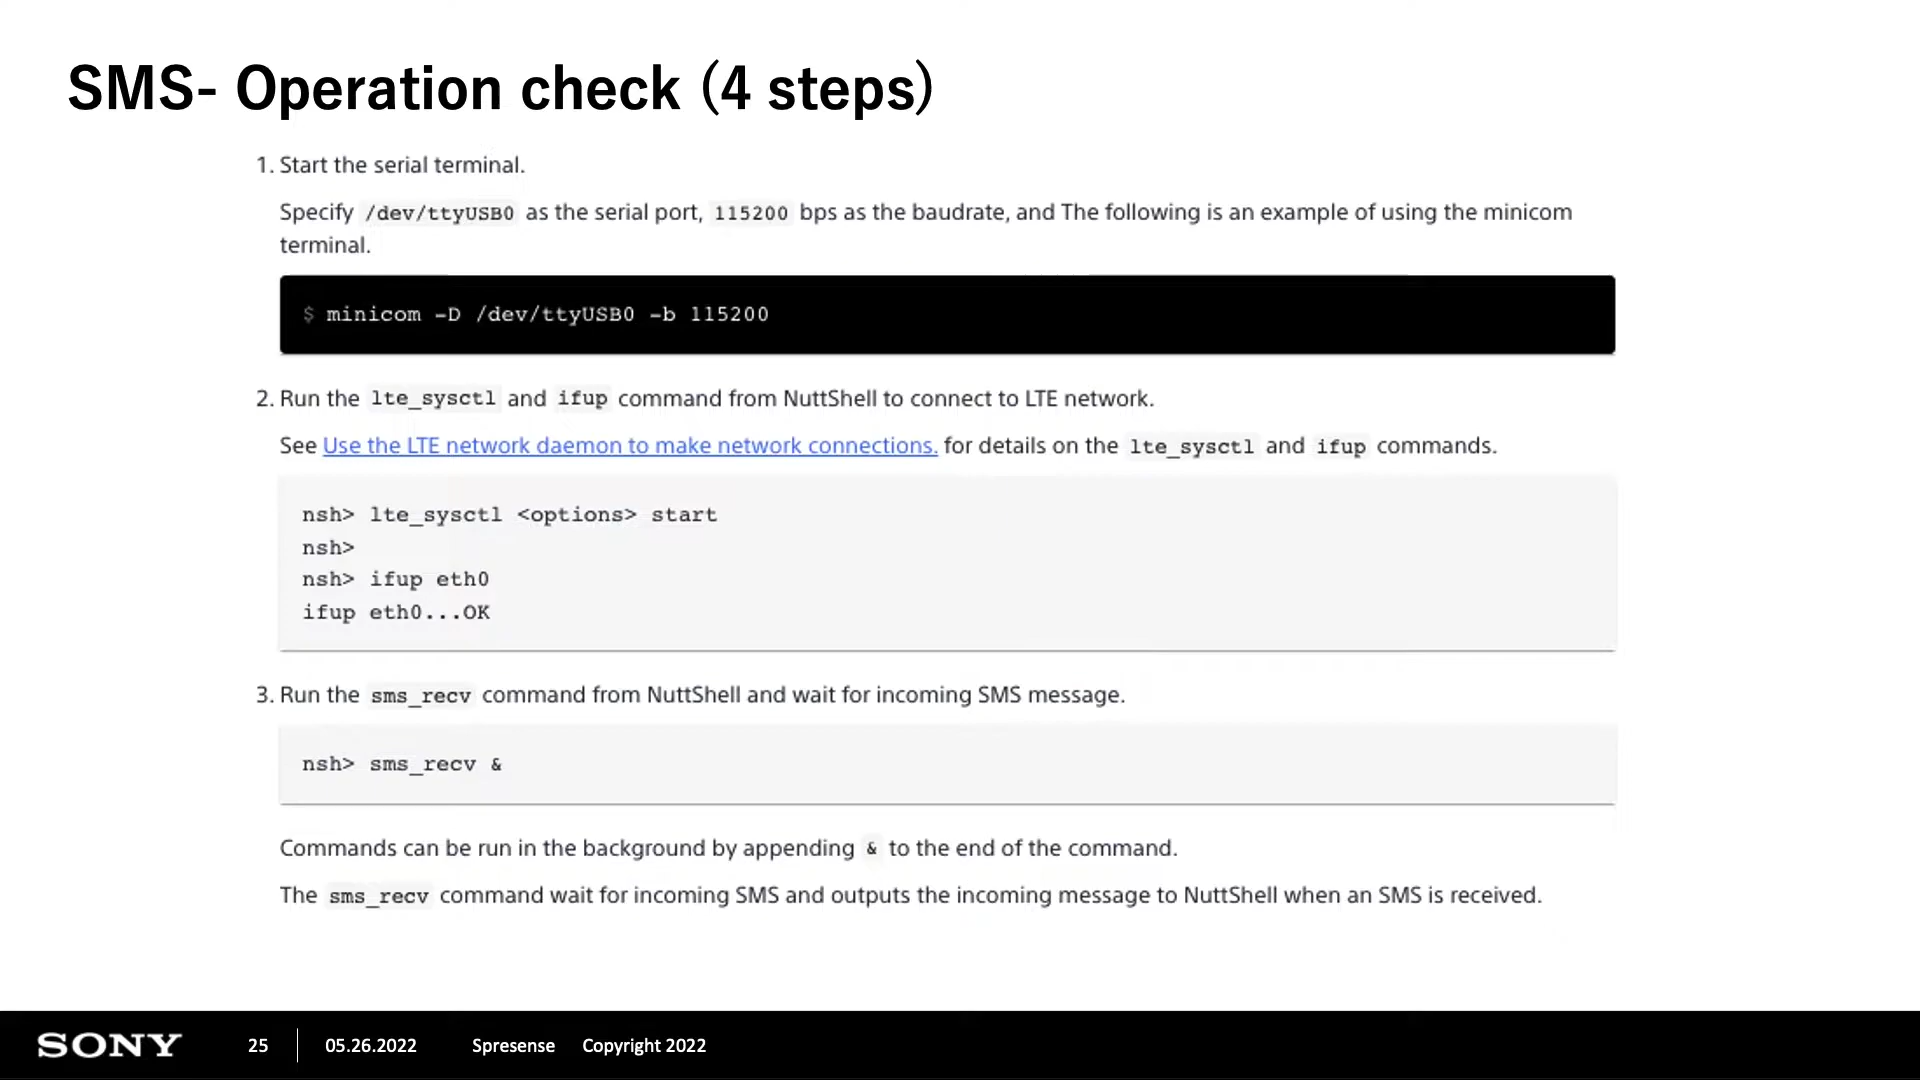 SMS- Operation check (4 steps)
1. Start the serial terminal.
Specify /dev/ttyUSB0 as the serial port, 115200 bps as the baudrate, and The following is an example of using the minicom
terminal.
$ minicom -D /dev/ttyUSB0 -b 115200
2. Run the lte_sysctl and ifup command from NuttShell to connect to LTE network.
See Use the LTE network daemon to make network connections. for details on the lte_sysctl and ifup commands.
nsh> lte_sysctl <options> start
nsh>
nsh> ifup eth0
ifup eth0...OK
3. Run the sms_recv command from NuttShell and wait for incoming SMS message.
nsh> sms_recv &
Commands can be run in the background by appending & to the end of the command.
The sms_recv command wait for incoming SMS and outputs the incoming message to NuttShell when an SMS is received.
SONY 25 05.26.2022 Spresense Copyright 2022